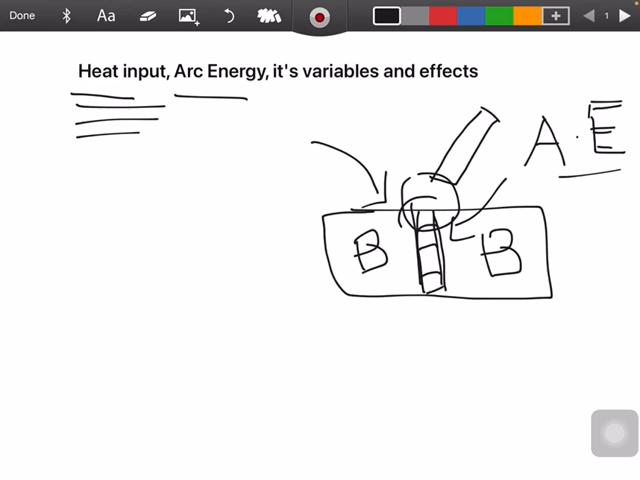 Done Aa 1
Heat input, Arc Energy, it's variables and effects
A.E
B B